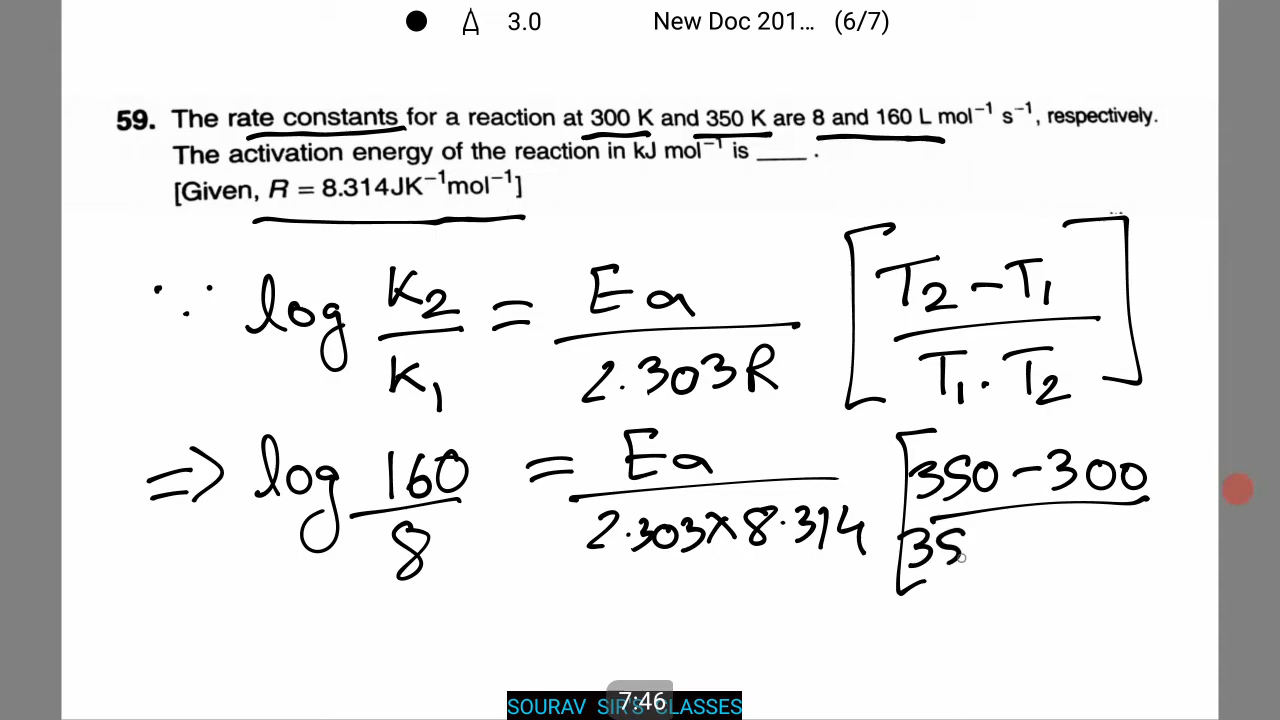 3.0 New Doc 201... (6/7)
59. The rate constants for a reaction at 300 K and 350 K are 8 and 160 L mol⁻¹ s⁻¹, respectively.
The activation energy of the reaction in kJ mol⁻¹ is ____ .
[Given, R = 8.314JK⁻¹mol⁻¹]
∵ log K₂/K₁ = Ea/2.303R [T₂ - T₁/T₁ . T₂]
=> log 160/8 = Ea/2.303×8.314 [350-300/35
7:46
SOURAV SIR'S CLASSES